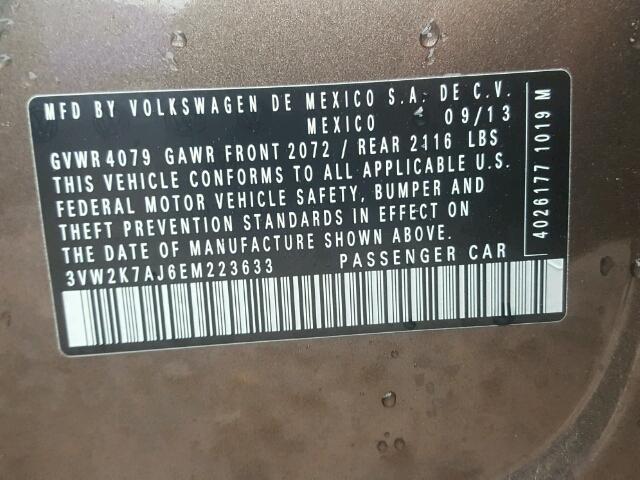 MFD BY VOLKSWAGEN DE MEXICO S.A. DE C.V.
MEXICO 09/13
GVWR 4079 GAWR FRONT 2072 / REAR 2116 LBS
THIS VEHICLE CONFORMS TO ALL APPLICABLE U.S.
FEDERAL MOTOR VEHICLE SAFETY, BUMPER AND
THEFT PREVENTION STANDARDS IN EFFECT ON
THE DATE OF MANUFACTURE SHOWN ABOVE.
3VW2K7AJ6EM223633 PASSENGER CAR
4026177 1019 M